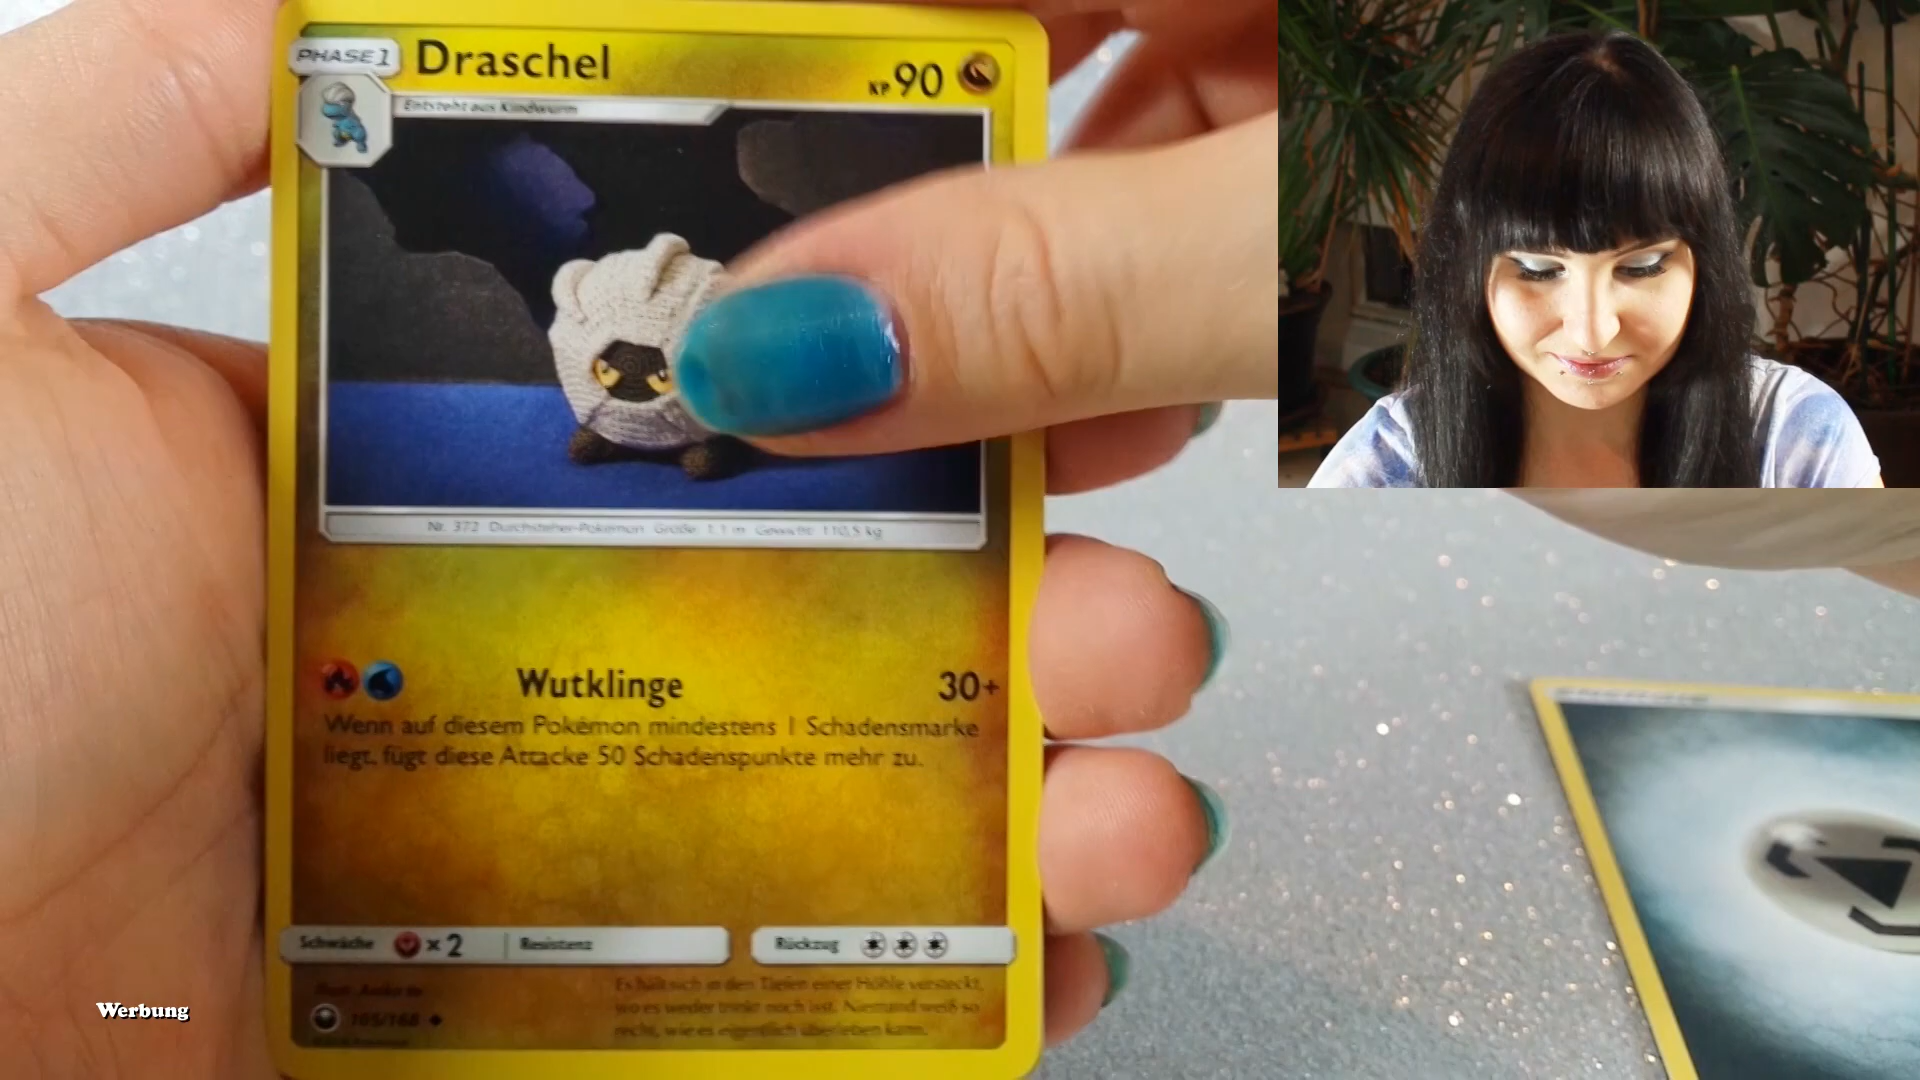 PHASE 1
Draschel
KP 90
Entsteht aus Kindwurm
Nr. 372 Durchsteher-Pokémon Größe: 1.1 m Gewicht: 110,5 kg
Wutklinge 30+
Wenn auf diesem Pokémon mindestens 1 Schadensmarke
liegt, fügt diese Attacke 50 Schadenspunkte mehr zu.
Schwäche ×2 Resistenz Rückzug
Es hält sich in den Tiefen einer Höhle versteckt,
wo es weder trinkt noch isst. Niemand weiß so
recht, wie es eigentlich überleben kann.
105/168
Werbung